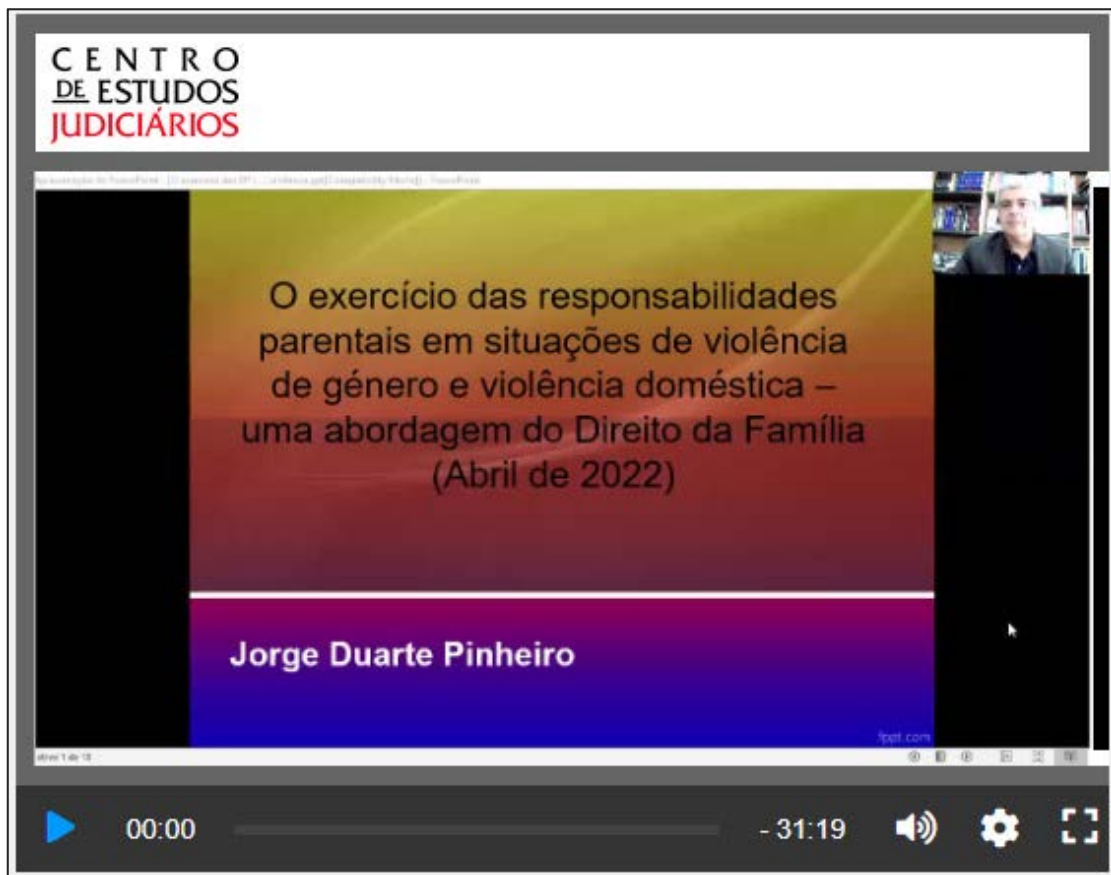 CENTRO
DE ESTUDOS
JUDICIÁRIOS
O exercício das responsabilidades
parentais em situações de violência
de género e violência doméstica –
uma abordagem do Direito da Família
(Abril de 2022)
Jorge Duarte Pinheiro
fppt.com
00:00
- 31:19